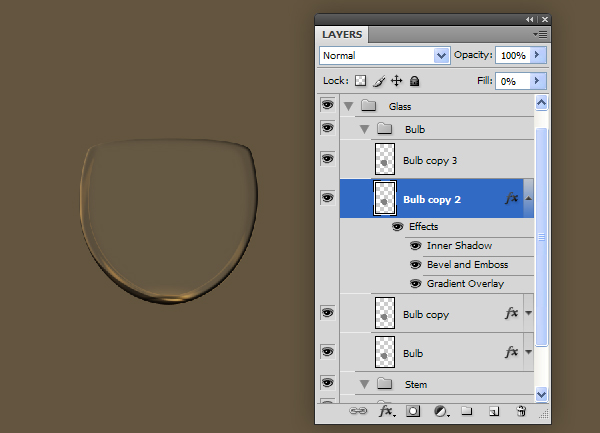 LAYERS
Normal
Opacity: 100%
Lock:
Fill: 0%
Glass
Bulb
Bulb copy 3
Bulb copy 2 fx
Effects
Inner Shadow
Bevel and Emboss
Gradient Overlay
Bulb copy fx
Bulb fx
Stem
fx